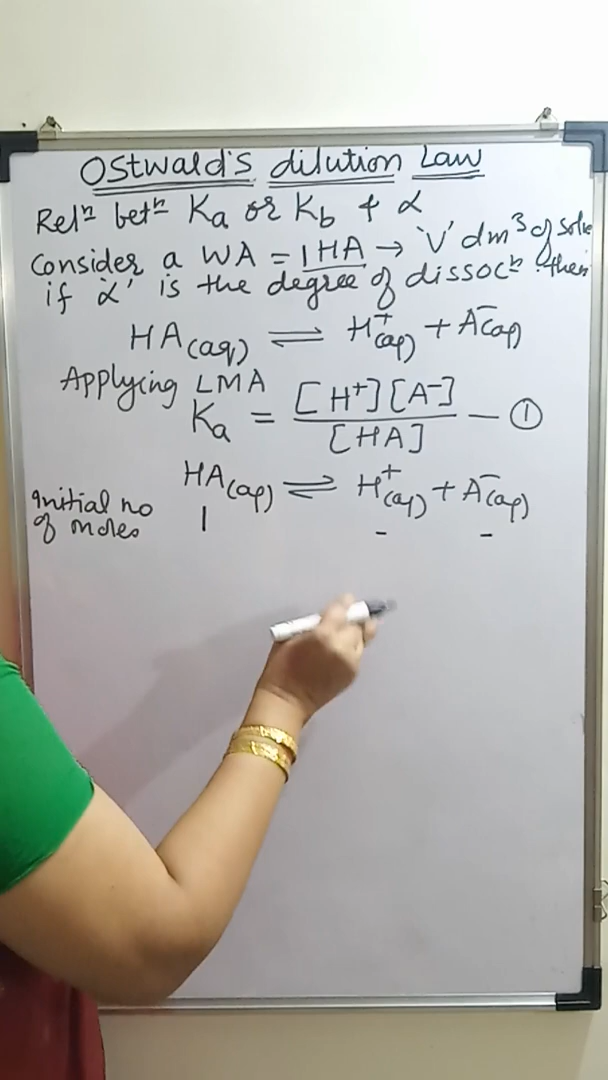 Ostwald's dilution Law
Relⁿ betⁿ Ka or Kb & α
Consider a WA = 1HA → 'V' dm³ of soln
if 'α' is the degree of dissocⁿ. then
HA(aq) ⇌ H⁺(aq) + A⁻(aq)
Applying LMA
Ka = [H⁺][A⁻] / [HA] — ①
HA(aq) ⇌ H⁺(aq) + A⁻(aq)
Initial no
of moles 1 - -